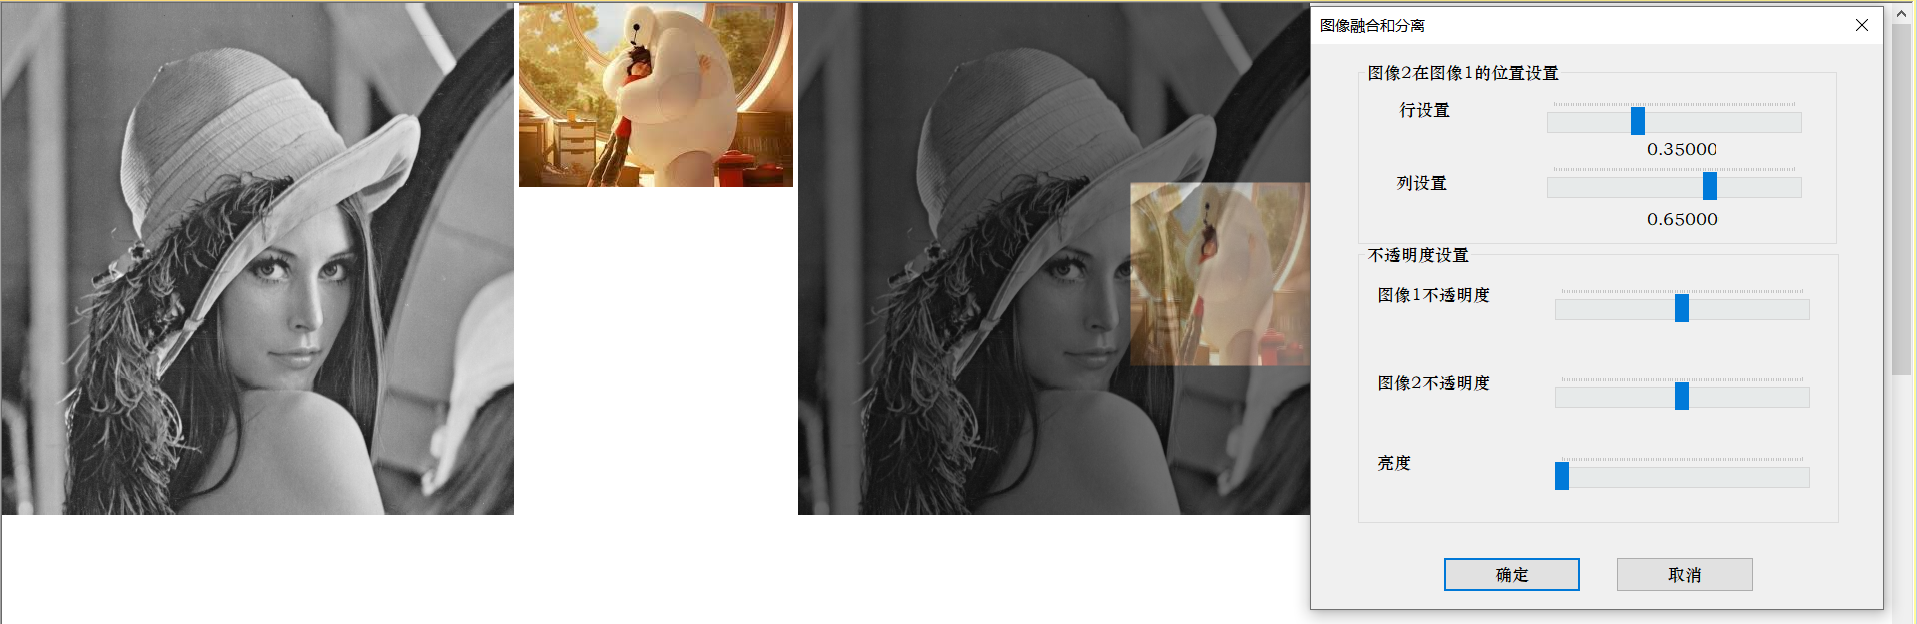 图像融合和分离
图像2在图像1的位置设置
行设置
0.35000
列设置
0.65000
不透明度设置
图像1不透明度
图像2不透明度
亮度
确定
取消